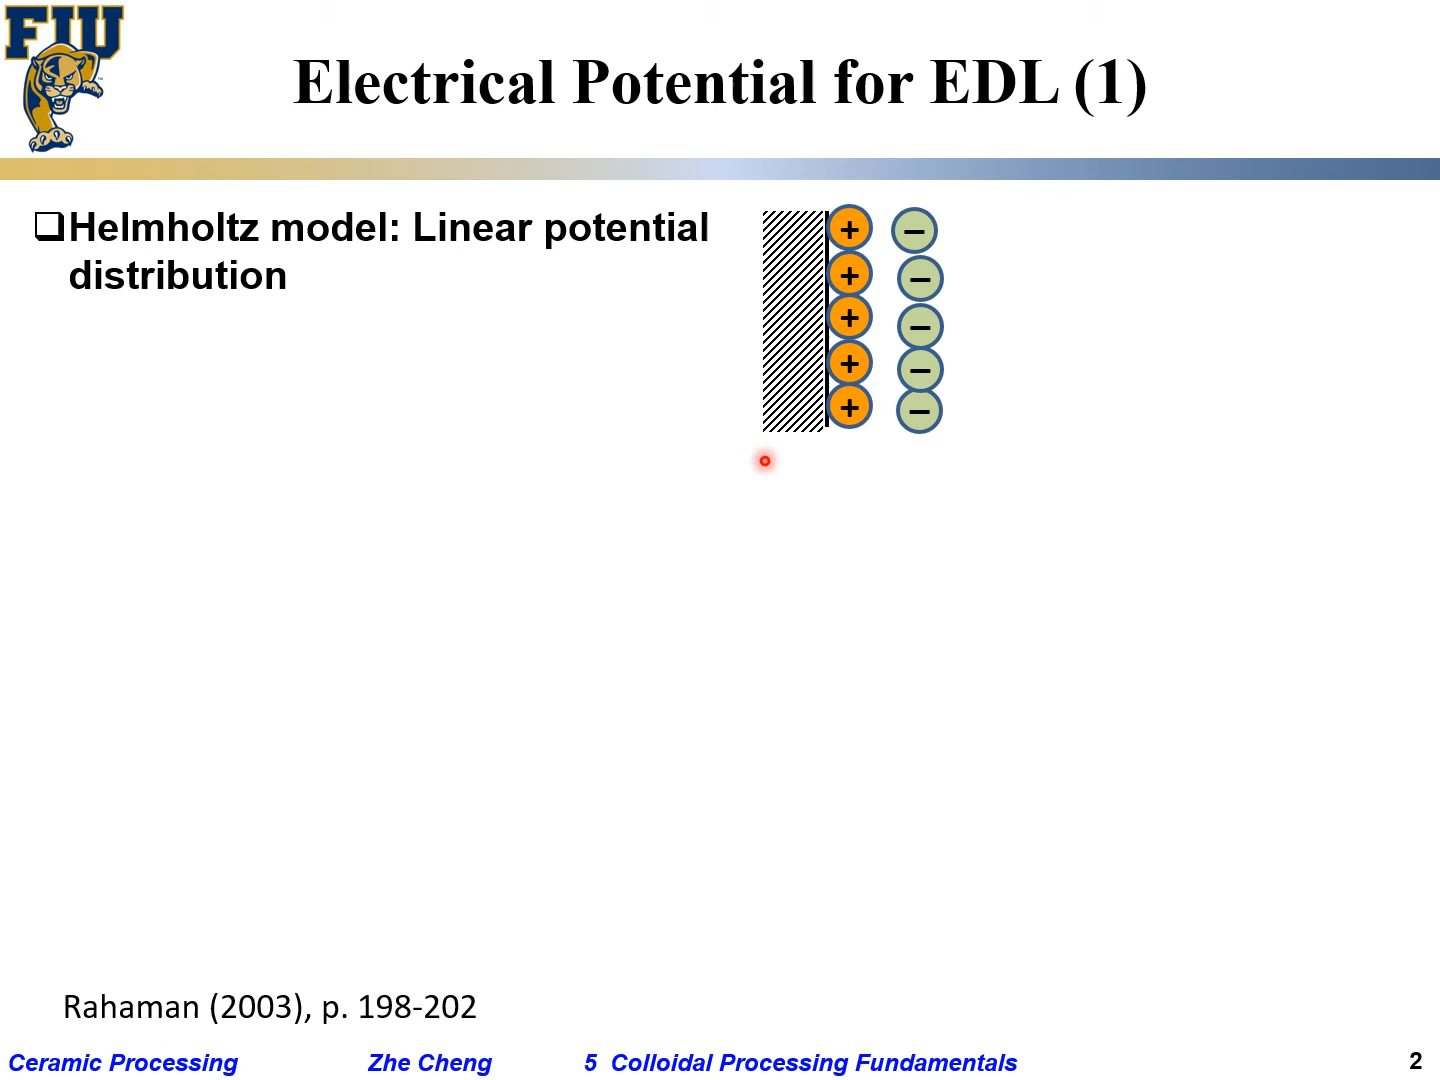 FIU
Electrical Potential for EDL (1)
❑Helmholtz model: Linear potential
distribution
+ −
+ −
+ −
+ −
+ −
Rahaman (2003), p. 198-202
Ceramic Processing Zhe Cheng 5 Colloidal Processing Fundamentals 2